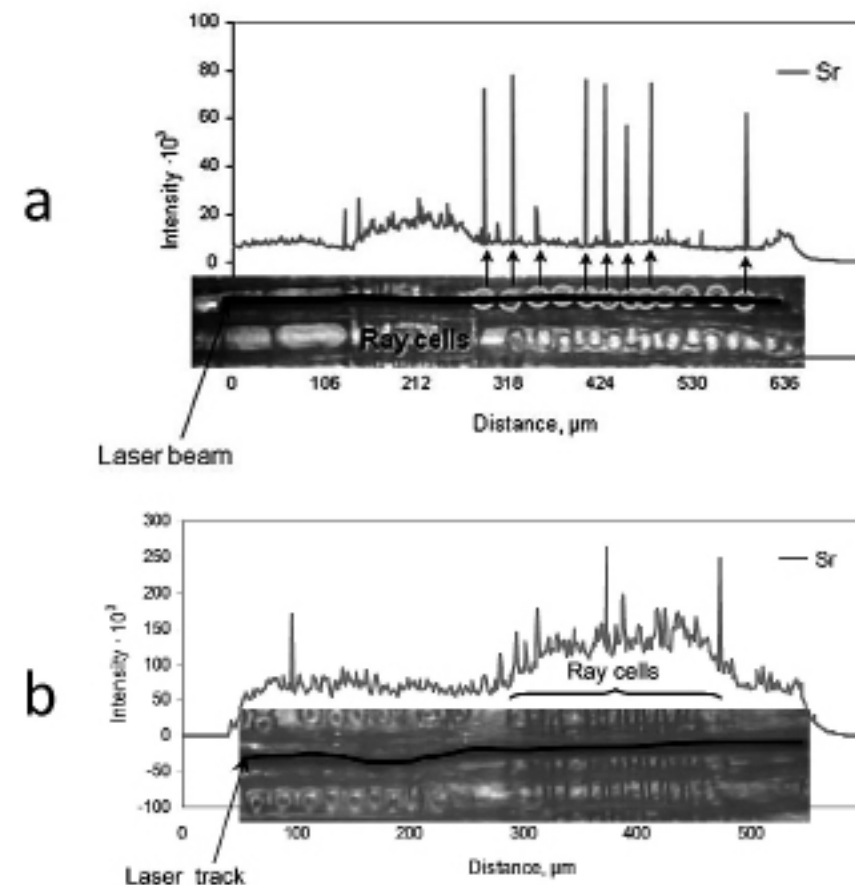 a
100
80
60
40
20
0
Intensity ·10³
Sr
Ray cells
0 106 212 318 424 530 636
Distance, µm
Laser beam
b
300
250
200
150
100
50
0
-50
-100
Intensity · 10³
Sr
Ray cells
0 100 200 300 400 500
Distance, µm
Laser track